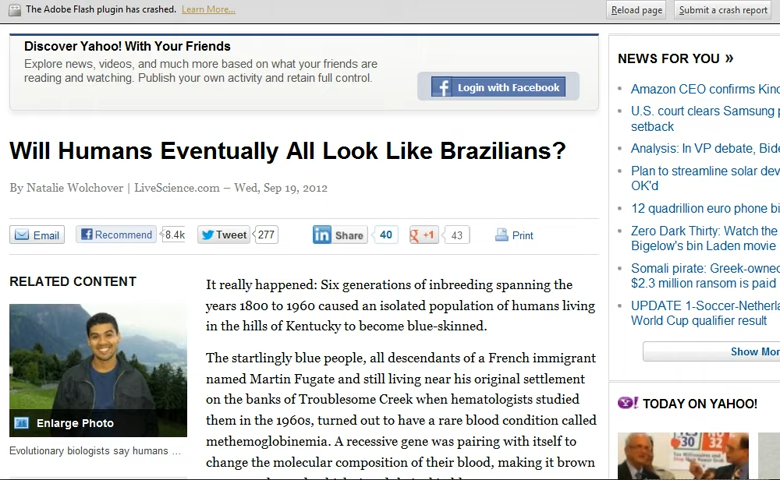 The Adobe Flash plugin has crashed. Learn More...
Reload page
Submit a crash report
Discover Yahoo! With Your Friends
Explore news, videos, and much more based on what your friends are
reading and watching. Publish your own activity and retain full control.
Login with Facebook
Will Humans Eventually All Look Like Brazilians?
By Natalie Wolchover | LiveScience.com – Wed, Sep 19, 2012
Email
Recommend 8.4k
Tweet 277
in Share 40
g +1 43
Print
RELATED CONTENT
Enlarge Photo
Evolutionary biologists say humans ...
It really happened: Six generations of inbreeding spanning the
years 1800 to 1960 caused an isolated population of humans living
in the hills of Kentucky to become blue-skinned.
The startlingly blue people, all descendants of a French immigrant
named Martin Fugate and still living near his original settlement
on the banks of Troublesome Creek when hematologists studied
them in the 1960s, turned out to have a rare blood condition called
methemoglobinemia. A recessive gene was pairing with itself to
change the molecular composition of their blood, making it brown
NEWS FOR YOU »
Amazon CEO confirms
U.S. court clears Samsung
setback
Analysis: In VP debate,
Plan to streamline solar
OK'd
12 quadrillion euro phone
Zero Dark Thirty: Watch the
Bigelow's bin Laden movie
Somali pirate: Greek-owned
$2.3 million ransom is paid
UPDATE 1-Soccer-
World Cup qualifier result
Show
Y! TODAY ON YAHOO!
30
32